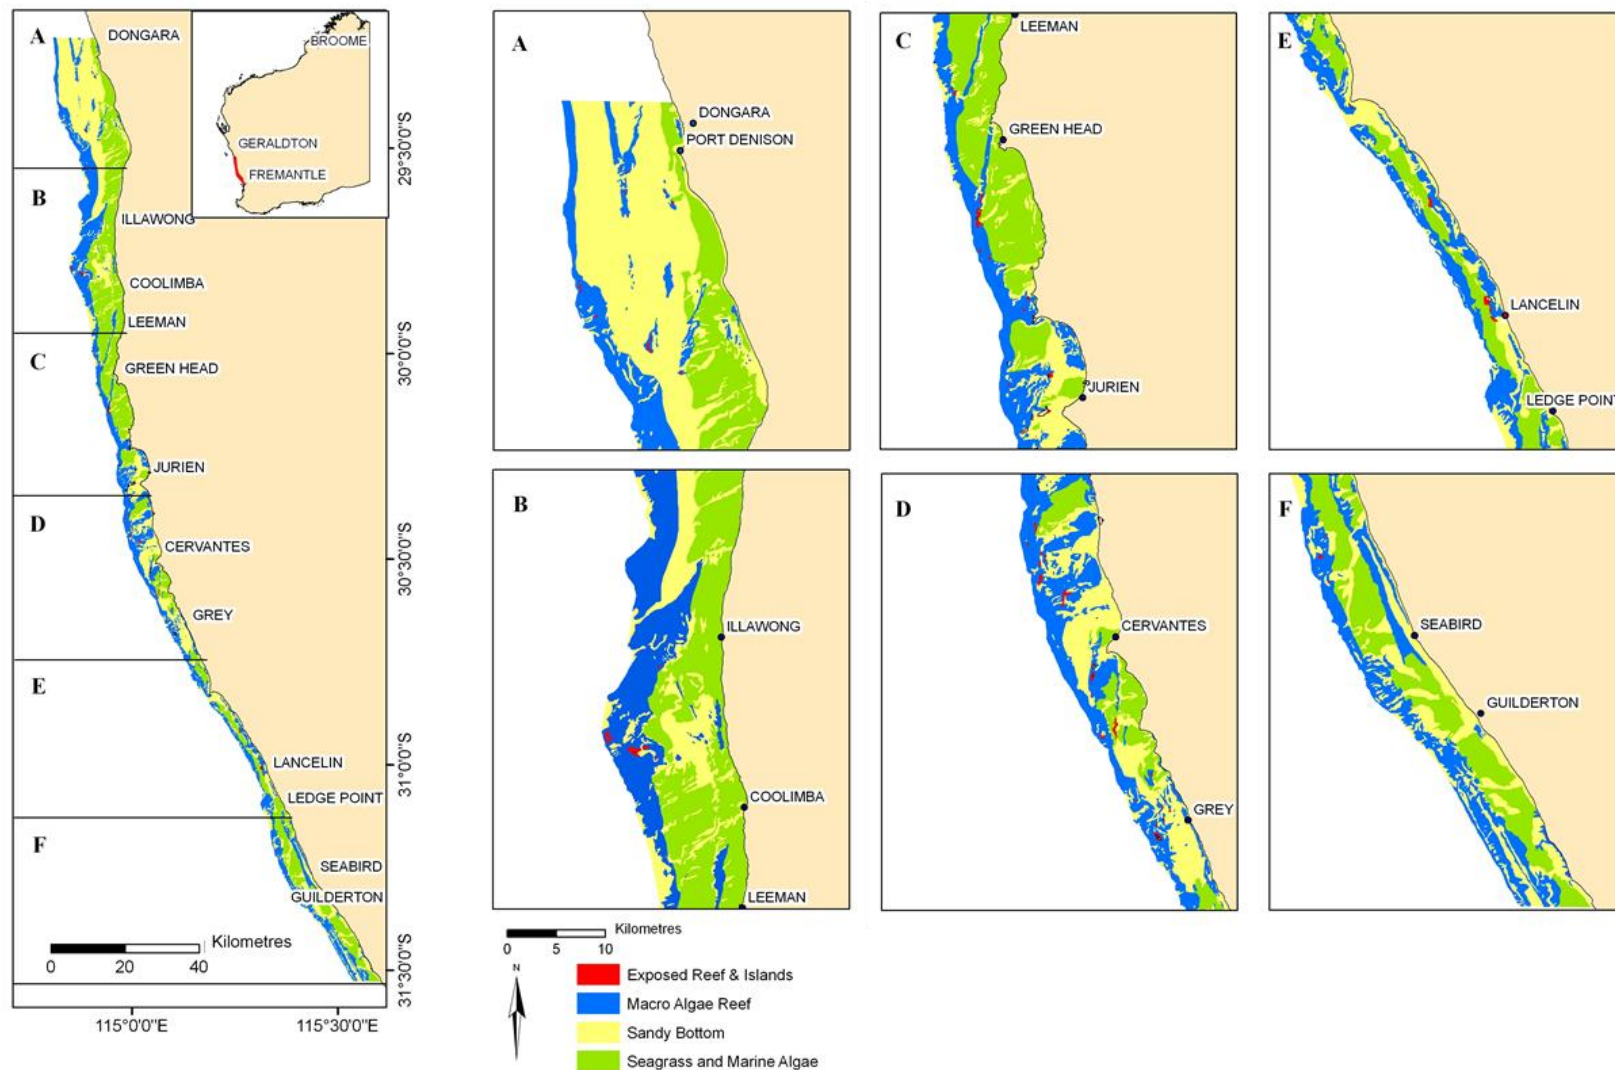 A
DONGARA
BROOME
GERALDTON
FREMANTLE
B
ILLAWONG
COOLIMBA
LEEMAN
C
GREEN HEAD
JURIEN
D
CERVANTES
GREY
E
LANCELIN
LEDGE POINT
F
SEABIRD
GUILDERTON
Kilometres
0 20 40
29°30'0"S
30°0'0"S
30°30'0"S
31°0'0"S
31°30'0"S
115°0'0"E 115°30'0"E
A
DONGARA
PORT DENISON
B
ILLAWONG
COOLIMBA
LEEMAN
C
LEEMAN
GREEN HEAD
JURIEN
D
CERVANTES
GREY
E
LANCELIN
LEDGE POINT
F
SEABIRD
GUILDERTON
Kilometres
0 5 10
N
Exposed Reef & Islands
Macro Algae Reef
Sandy Bottom
Seagrass and Marine Algae